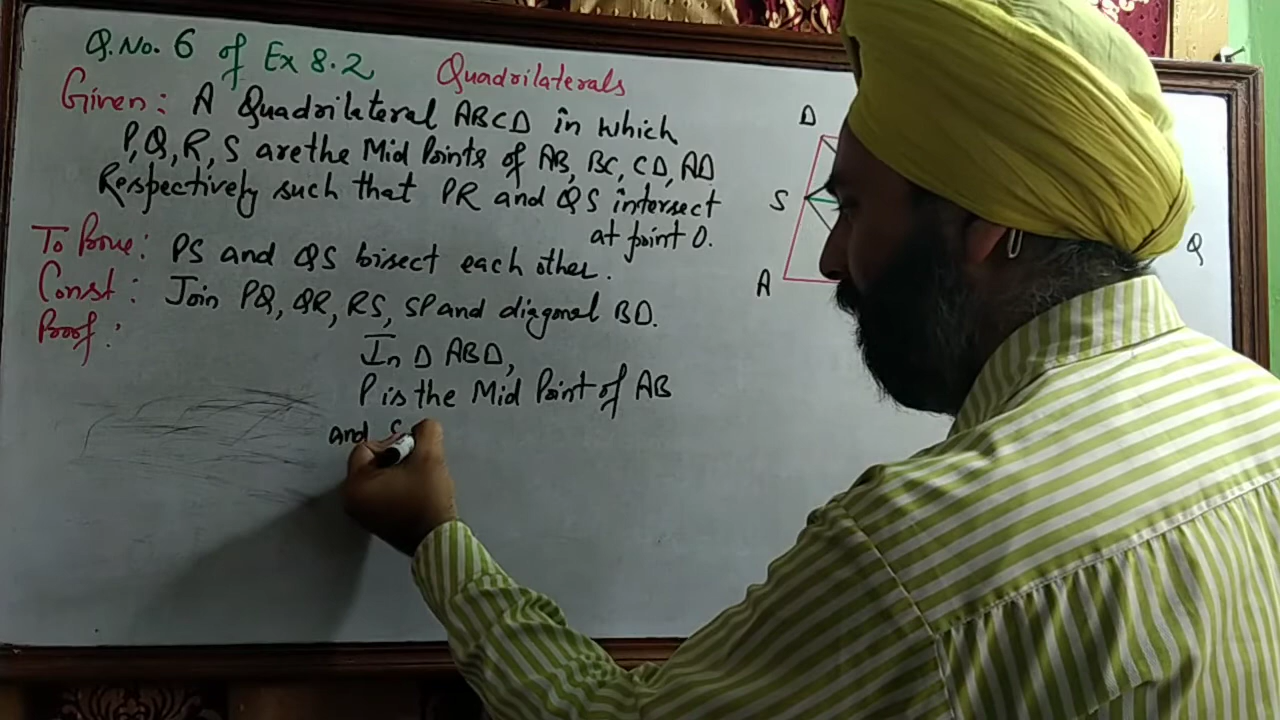 Q.No. 6 of Ex 8.2
Quadrilaterals
Given: A Quadrilateral ABCD in which
P,Q,R,S are the Mid Points of AB, BC, CD, AD
Respectively such that PR and QS intersect
at point O.
To Prove: PS and QS bisect each other.
Const: Join PQ, QR, RS, SP and diagonal BD.
Proof:
In Δ ABD,
P is the Mid Point of AB
and S
D
S
A
Q